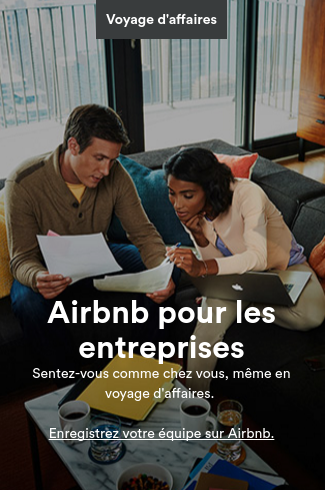 Voyage d'affaires
Airbnb pour les
entreprises
Sentez-vous comme chez vous, même en
voyage d'affaires.
Enregistrez votre équipe sur Airbnb.